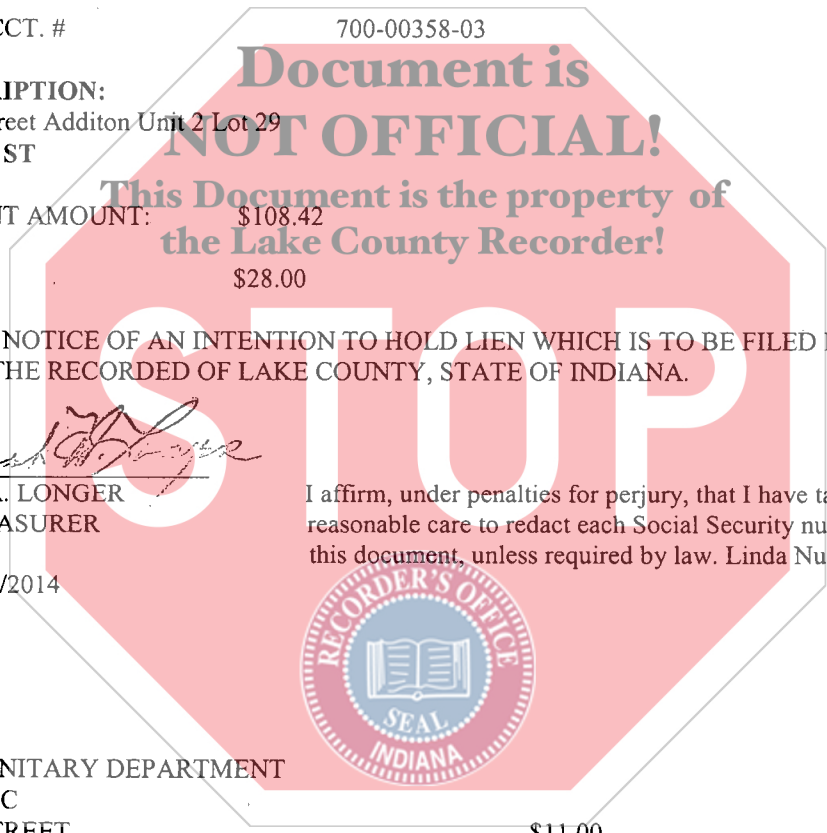 CCT. # 700-00358-03
Document is
RIPTION:
reet Additon Unit 2 Lot 29
NOT OFFICIAL!
ST
This Document is the property of
NT AMOUNT: $108.42
the Lake County Recorder!
$28.00
NOTICE OF AN INTENTION TO HOLD LIEN WHICH IS TO BE FILED
THE RECORDED OF LAKE COUNTY, STATE OF INDIANA.
STOP
A. LONGER
ASURER
I affirm, under penalties for perjury, that I have ta
reasonable care to redact each Social Security nu
this document, unless required by law. Linda Nu
/2014
RECORDER'S OFFICE
SEAL
INDIANA
NITARY DEPARTMENT
C
TREET $11.00